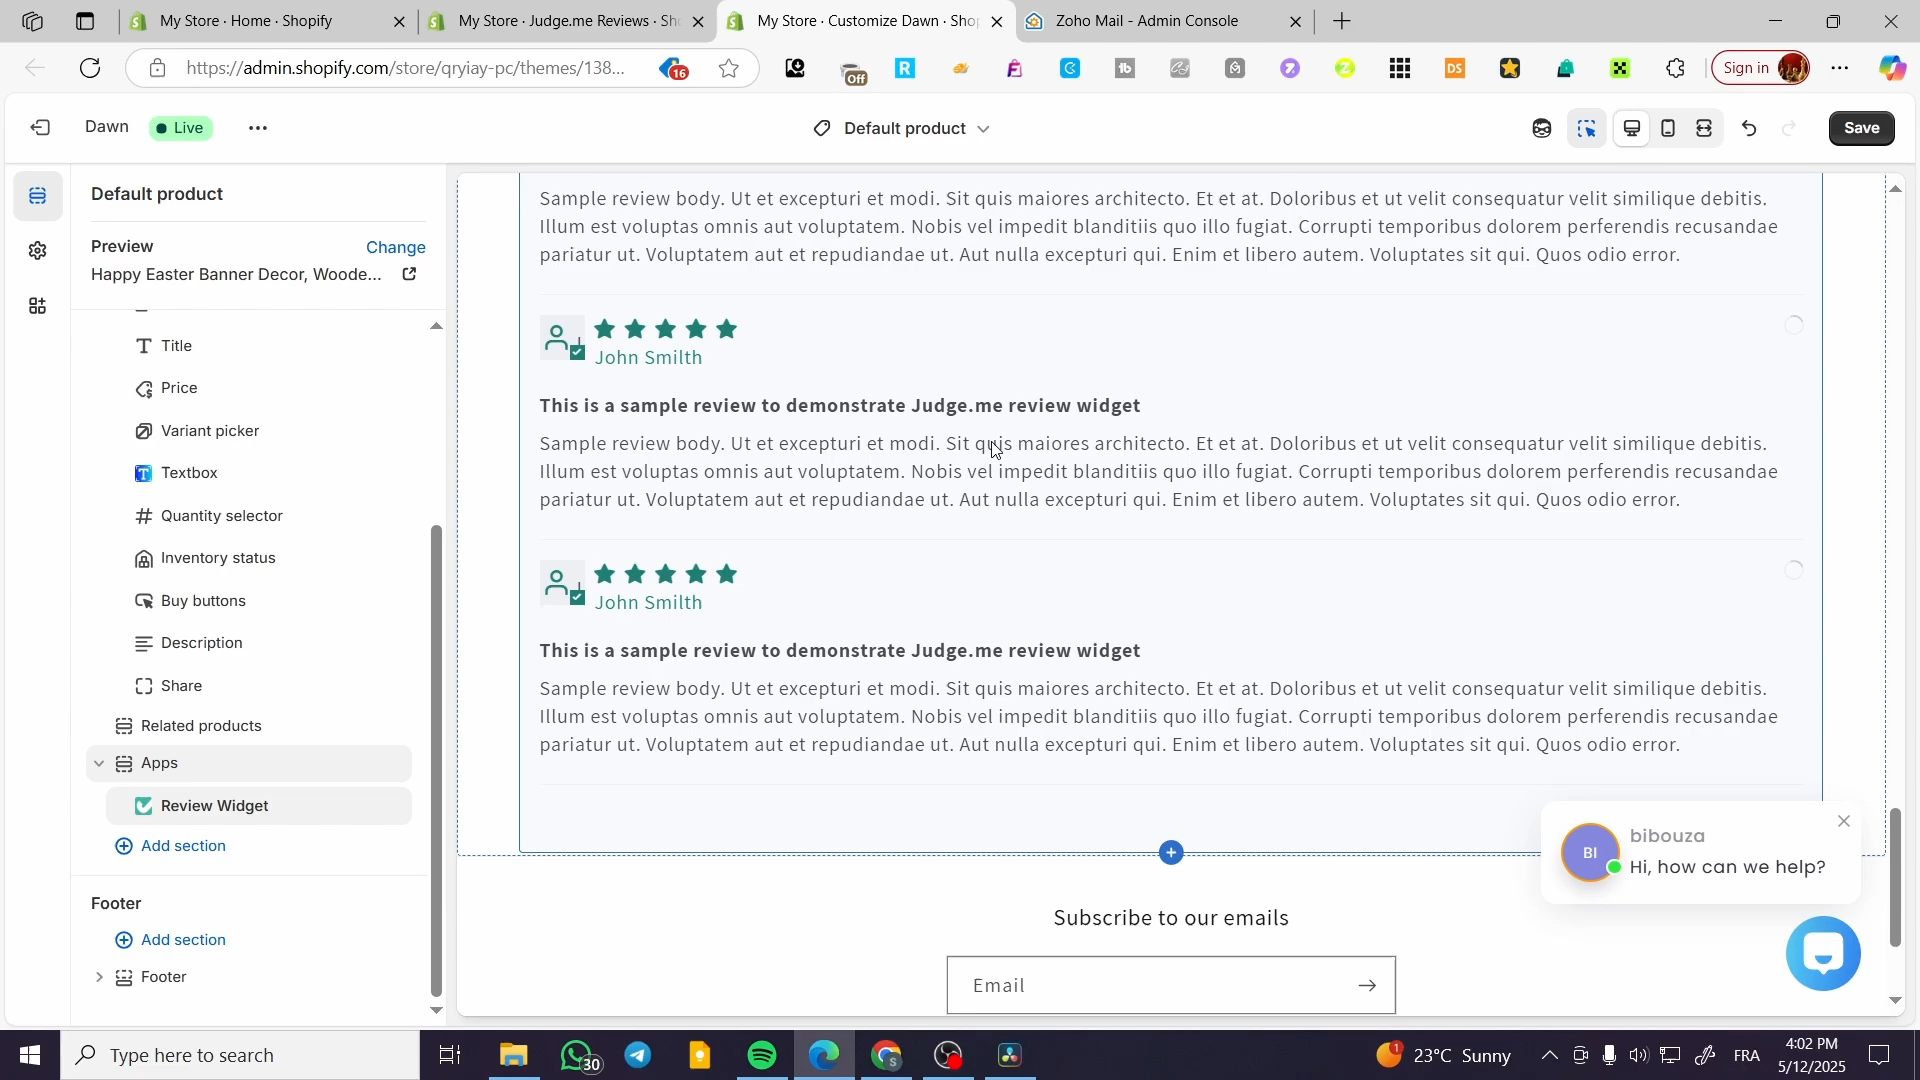 My Store · Home · Shopify
My Store · Judge.me Reviews · Sh
My Store · Customize Dawn · Sho
Zoho Mail - Admin Console
https://admin.shopify.com/store/qryiay-pc/themes/138...
16
Off
R
tb
DS
Sign in
Dawn
Live
Default product
Save
Default product
Preview
Change
Happy Easter Banner Decor, Woode...
Title
Price
Variant picker
Textbox
Quantity selector
Inventory status
Buy buttons
Description
Share
Related products
Apps
Review Widget
Add section
Footer
Add section
Footer
Sample review body. Ut et excepturi et modi. Sit quis maiores architecto. Et et at. Doloribus et ut velit consequatur velit similique debitis.
Illum est voluptas omnis aut voluptatem. Nobis vel impedit blanditiis quo illo fugiat. Corrupti temporibus dolorem perferendis recusandae
pariatur ut. Voluptatem aut et repudiandae ut. Aut nulla excepturi qui. Enim et libero autem. Voluptates sit qui. Quos odio error.
John Smilth
This is a sample review to demonstrate Judge.me review widget
Sample review body. Ut et excepturi et modi. Sit quis maiores architecto. Et et at. Doloribus et ut velit consequatur velit similique debitis.
Illum est voluptas omnis aut voluptatem. Nobis vel impedit blanditiis quo illo fugiat. Corrupti temporibus dolorem perferendis recusandae
pariatur ut. Voluptatem aut et repudiandae ut. Aut nulla excepturi qui. Enim et libero autem. Voluptates sit qui. Quos odio error.
John Smilth
This is a sample review to demonstrate Judge.me review widget
Sample review body. Ut et excepturi et modi. Sit quis maiores architecto. Et et at. Doloribus et ut velit consequatur velit similique debitis.
Illum est voluptas omnis aut voluptatem. Nobis vel impedit blanditiis quo illo fugiat. Corrupti temporibus dolorem perferendis recusandae
pariatur ut. Voluptatem aut et repudiandae ut. Aut nulla excepturi qui. Enim et libero autem. Voluptates sit qui. Quos odio error.
BI
bibouza
Hi, how can we help?
Subscribe to our emails
Email
Type here to search
30
1
23°C Sunny
FRA
4:02 PM
5/12/2025